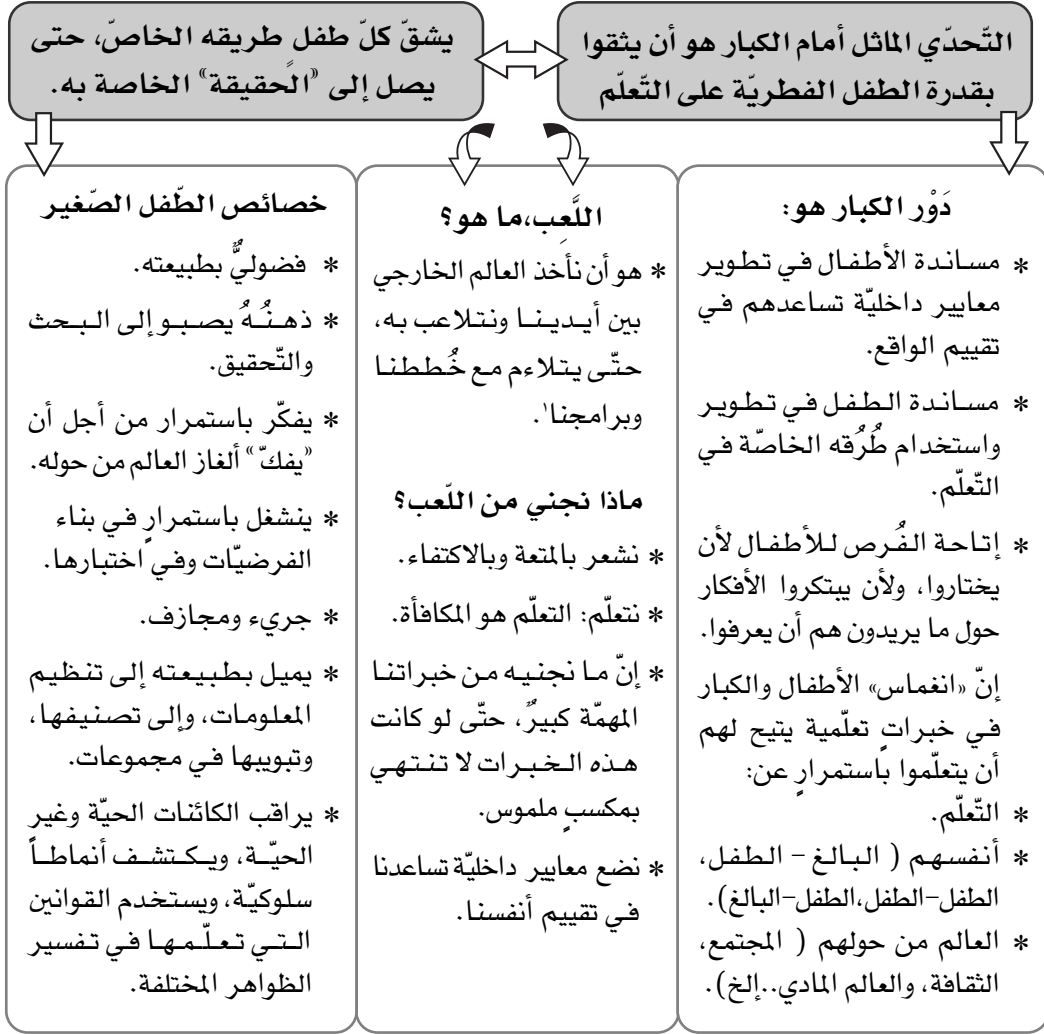 التّحدّي الماثل أمام الكبار هو أن يثقوا
بقدرة الطفل الفطريّة على التّعلّم
يشقّ كلّ طفلٍ طريقه الخاصّ، حتى
يصل إلى "الحقيقة" الخاصة به.
دَوْر الكبار هو:
* مساندة الأطفال في تطوير
معايير داخليّة تساعدهم في
تقييم الواقع.
* مساندة الطفل في تطوير
واستخدام طُرُقه الخاصّة في
التّعلّم.
* إتاحة الفُرص للأطفال لأن
يختاروا، ولأن يبتكروا الأفكار
حول ما يريدون هم أن يعرفوا.
إنّ «انغماس» الأطفال والكبار
في خبراتٍ تعلّمية يتيح لهم
أن يتعلّموا باستمرارٍ عن:
* التّعلّم.
* أنفسهم ( البالغ - الطفل،
الطفل-الطفل،الطفل-البالغ).
* العالم من حولهم ( المجتمع،
الثقافة، والعالم المادي..إلخ).
اللَّعِب،ما هو؟
* هو أن نأخذ العالم الخارجي
بين أيدينا ونتلاعب به،
حتّى يتلاءم مع خُططنا
وبرامجنا١.
ماذا نجني من اللّعب؟
* نشعر بالمتعة وبالاكتفاء.
* نتعلّم: التعلّم هو المكافأة.
* إنّ ما نجنيه من خبراتنا
المهمّة كبيرٌ، حتّى لو كانت
هذه الخبرات لا تنتهي
بمكسبٍ ملموس.
* نضع معايير داخليّة تساعدنا
في تقييم أنفسنا.
خصائص الطّفل الصّغير
* فضوليٌّ بطبيعته.
* ذهنُهُ يصبو إلى البحث
والتّحقيق.
* يفكّر باستمرار من أجل أن
"يفكّ" ألغاز العالم من حوله.
* ينشغل باستمرارٍ في بناء
الفرضيّات وفي اختبارها.
* جريء ومجازف.
* يميل بطبيعته إلى تنظيم
المعلومات، وإلى تصنيفها،
وتبويبها في مجموعات.
* يراقب الكائنات الحيّة وغير
الحيّة، ويكتشف أنماطاً
سلوكيّة، ويستخدم القوانين
التي تعلّمها في تفسير
الظواهر المختلفة.